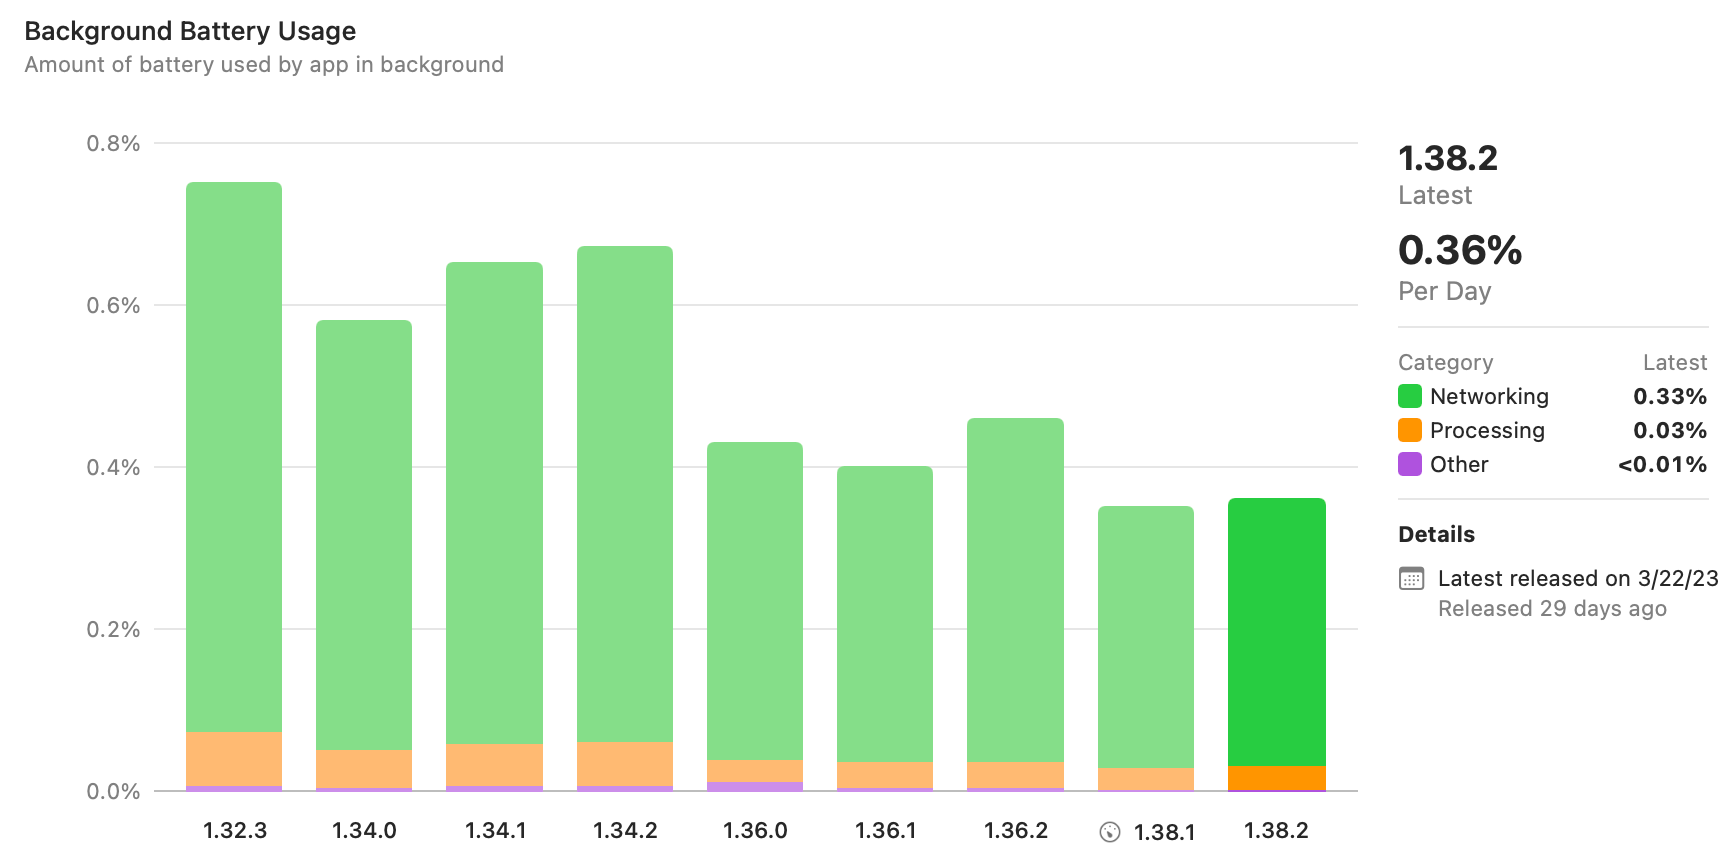 Background Battery Usage
Amount of battery used by app in background
0.8%
0.6%
0.4%
0.2%
0.0%
1.32.3
1.34.0
1.34.1
1.34.2
1.36.0
1.36.1
1.36.2
1.38.1
1.38.2
1.38.2
Latest
0.36%
Per Day
Category Latest
Networking 0.33%
Processing 0.03%
Other <0.01%
Details
Latest released on 3/22/23
Released 29 days ago